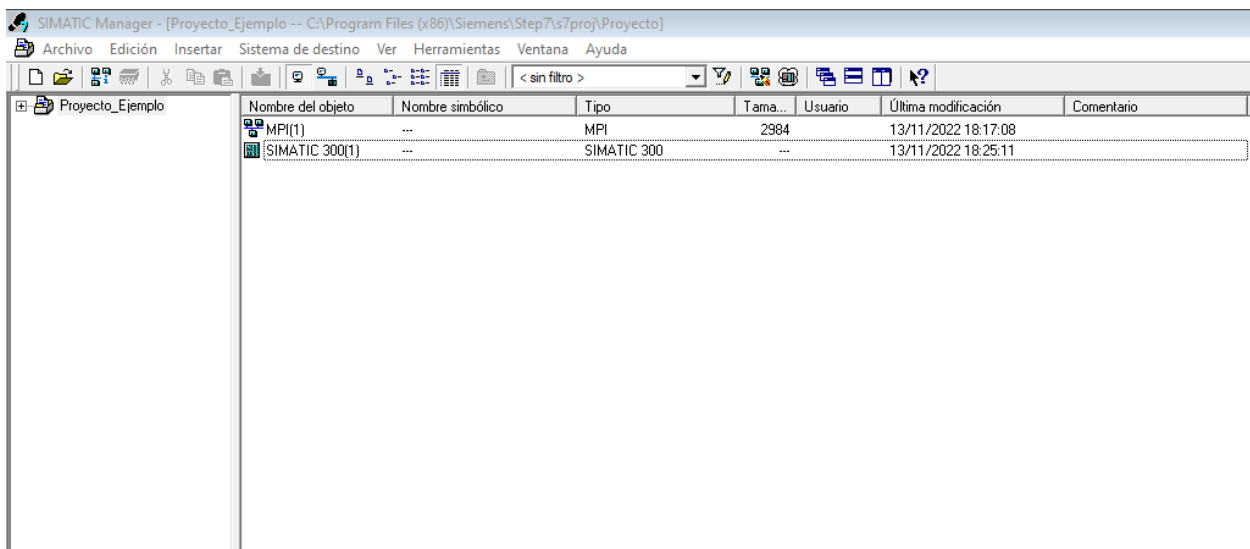 SIMATIC Manager - [Proyecto_Ejemplo -- C:\Program Files (x86)\Siemens\Step7\s7proj\Proyecto]
Archivo Edición Insertar Sistema de destino Ver Herramientas Ventana Ayuda
< sin filtro >
Proyecto_Ejemplo
Nombre del objeto Nombre simbólico Tipo Tama... Usuario Última modificación Comentario
MPI(1) --- MPI 2984 13/11/2022 18:17:08
SIMATIC 300(1) --- SIMATIC 300 --- 13/11/2022 18:25:11